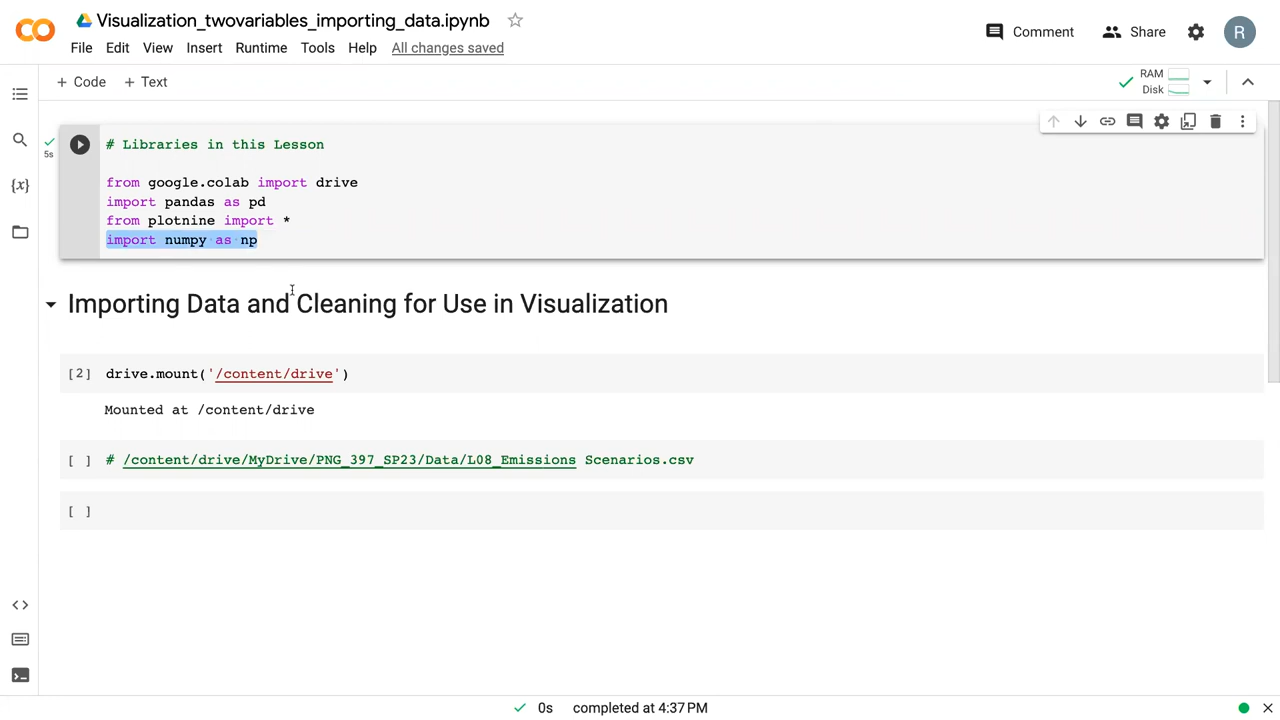 Visualization_twovariables_importing_data.ipynb
File Edit View Insert Runtime Tools Help All changes saved
Comment Share R
+ Code + Text
RAM
Disk
5s
# Libraries in this Lesson
from google.colab import drive
import pandas as pd
from plotnine import *
import numpy as np
{x}
Importing Data and Cleaning for Use in Visualization
[2] drive.mount('/content/drive')
Mounted at /content/drive
[ ] # /content/drive/MyDrive/PNG_397_SP23/Data/L08_Emissions Scenarios.csv
[ ]
0s completed at 4:37 PM